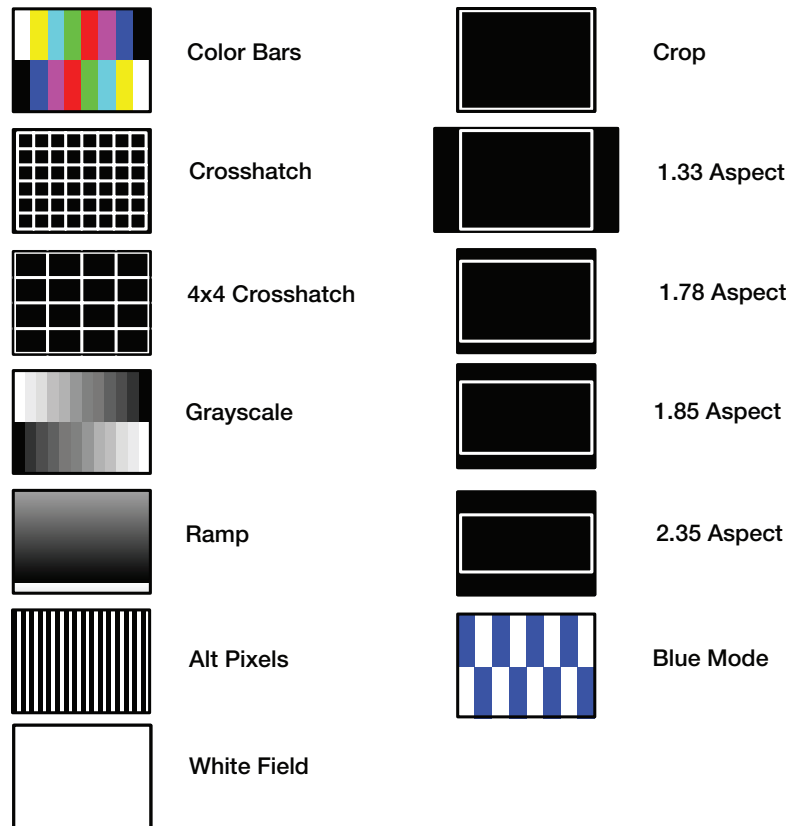 Color Bars
Crosshatch
4x4 Crosshatch
Grayscale
Ramp
Alt Pixels
White Field
Crop
1.33 Aspect
1.78 Aspect
1.85 Aspect
2.35 Aspect
Blue Mode